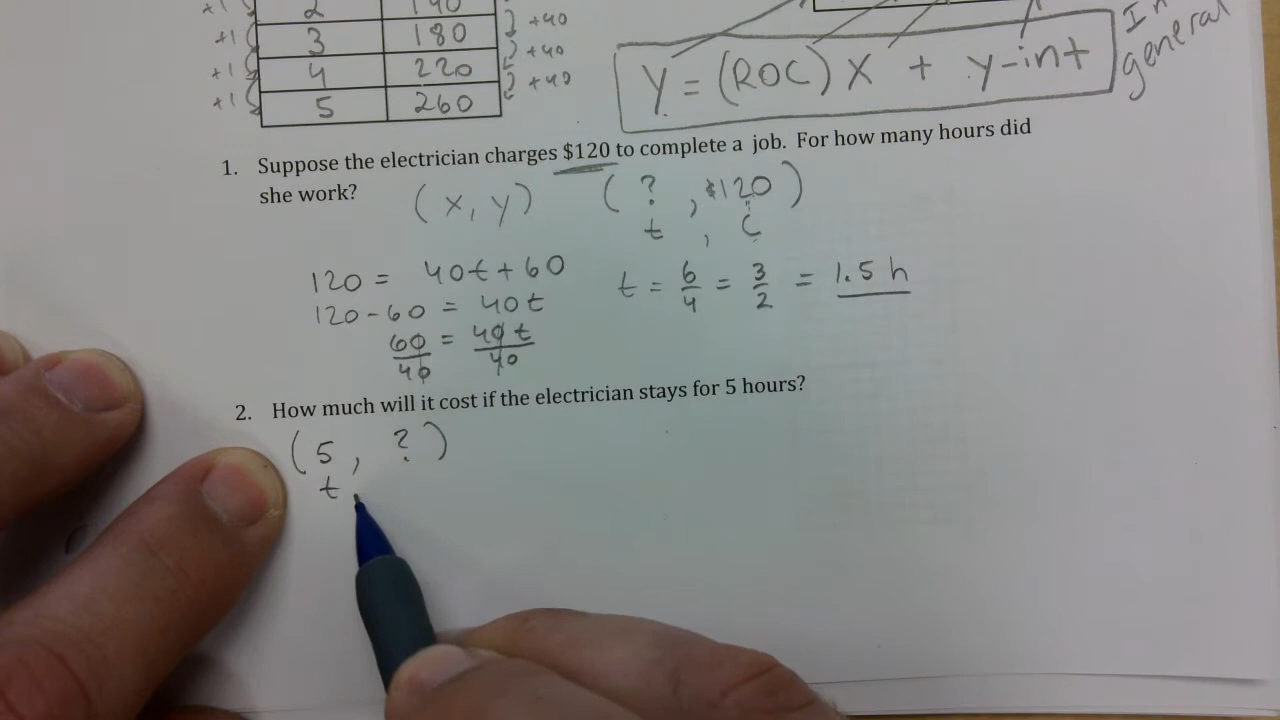 +1 2 140
+1 3 180 +40
+1 4 220 +40
+1 5 260 +40
Y = (ROC) X + y-int
In general
1. Suppose the electrician charges $120 to complete a job. For how many hours did
she work? (x, y) ( ? , $120 )
t , C
120 = 40t + 60
t = 6/4 = 3/2 = 1.5 h
120 - 60 = 40t
60/40 = 40t/40
2. How much will it cost if the electrician stays for 5 hours?
(5, ?)
t